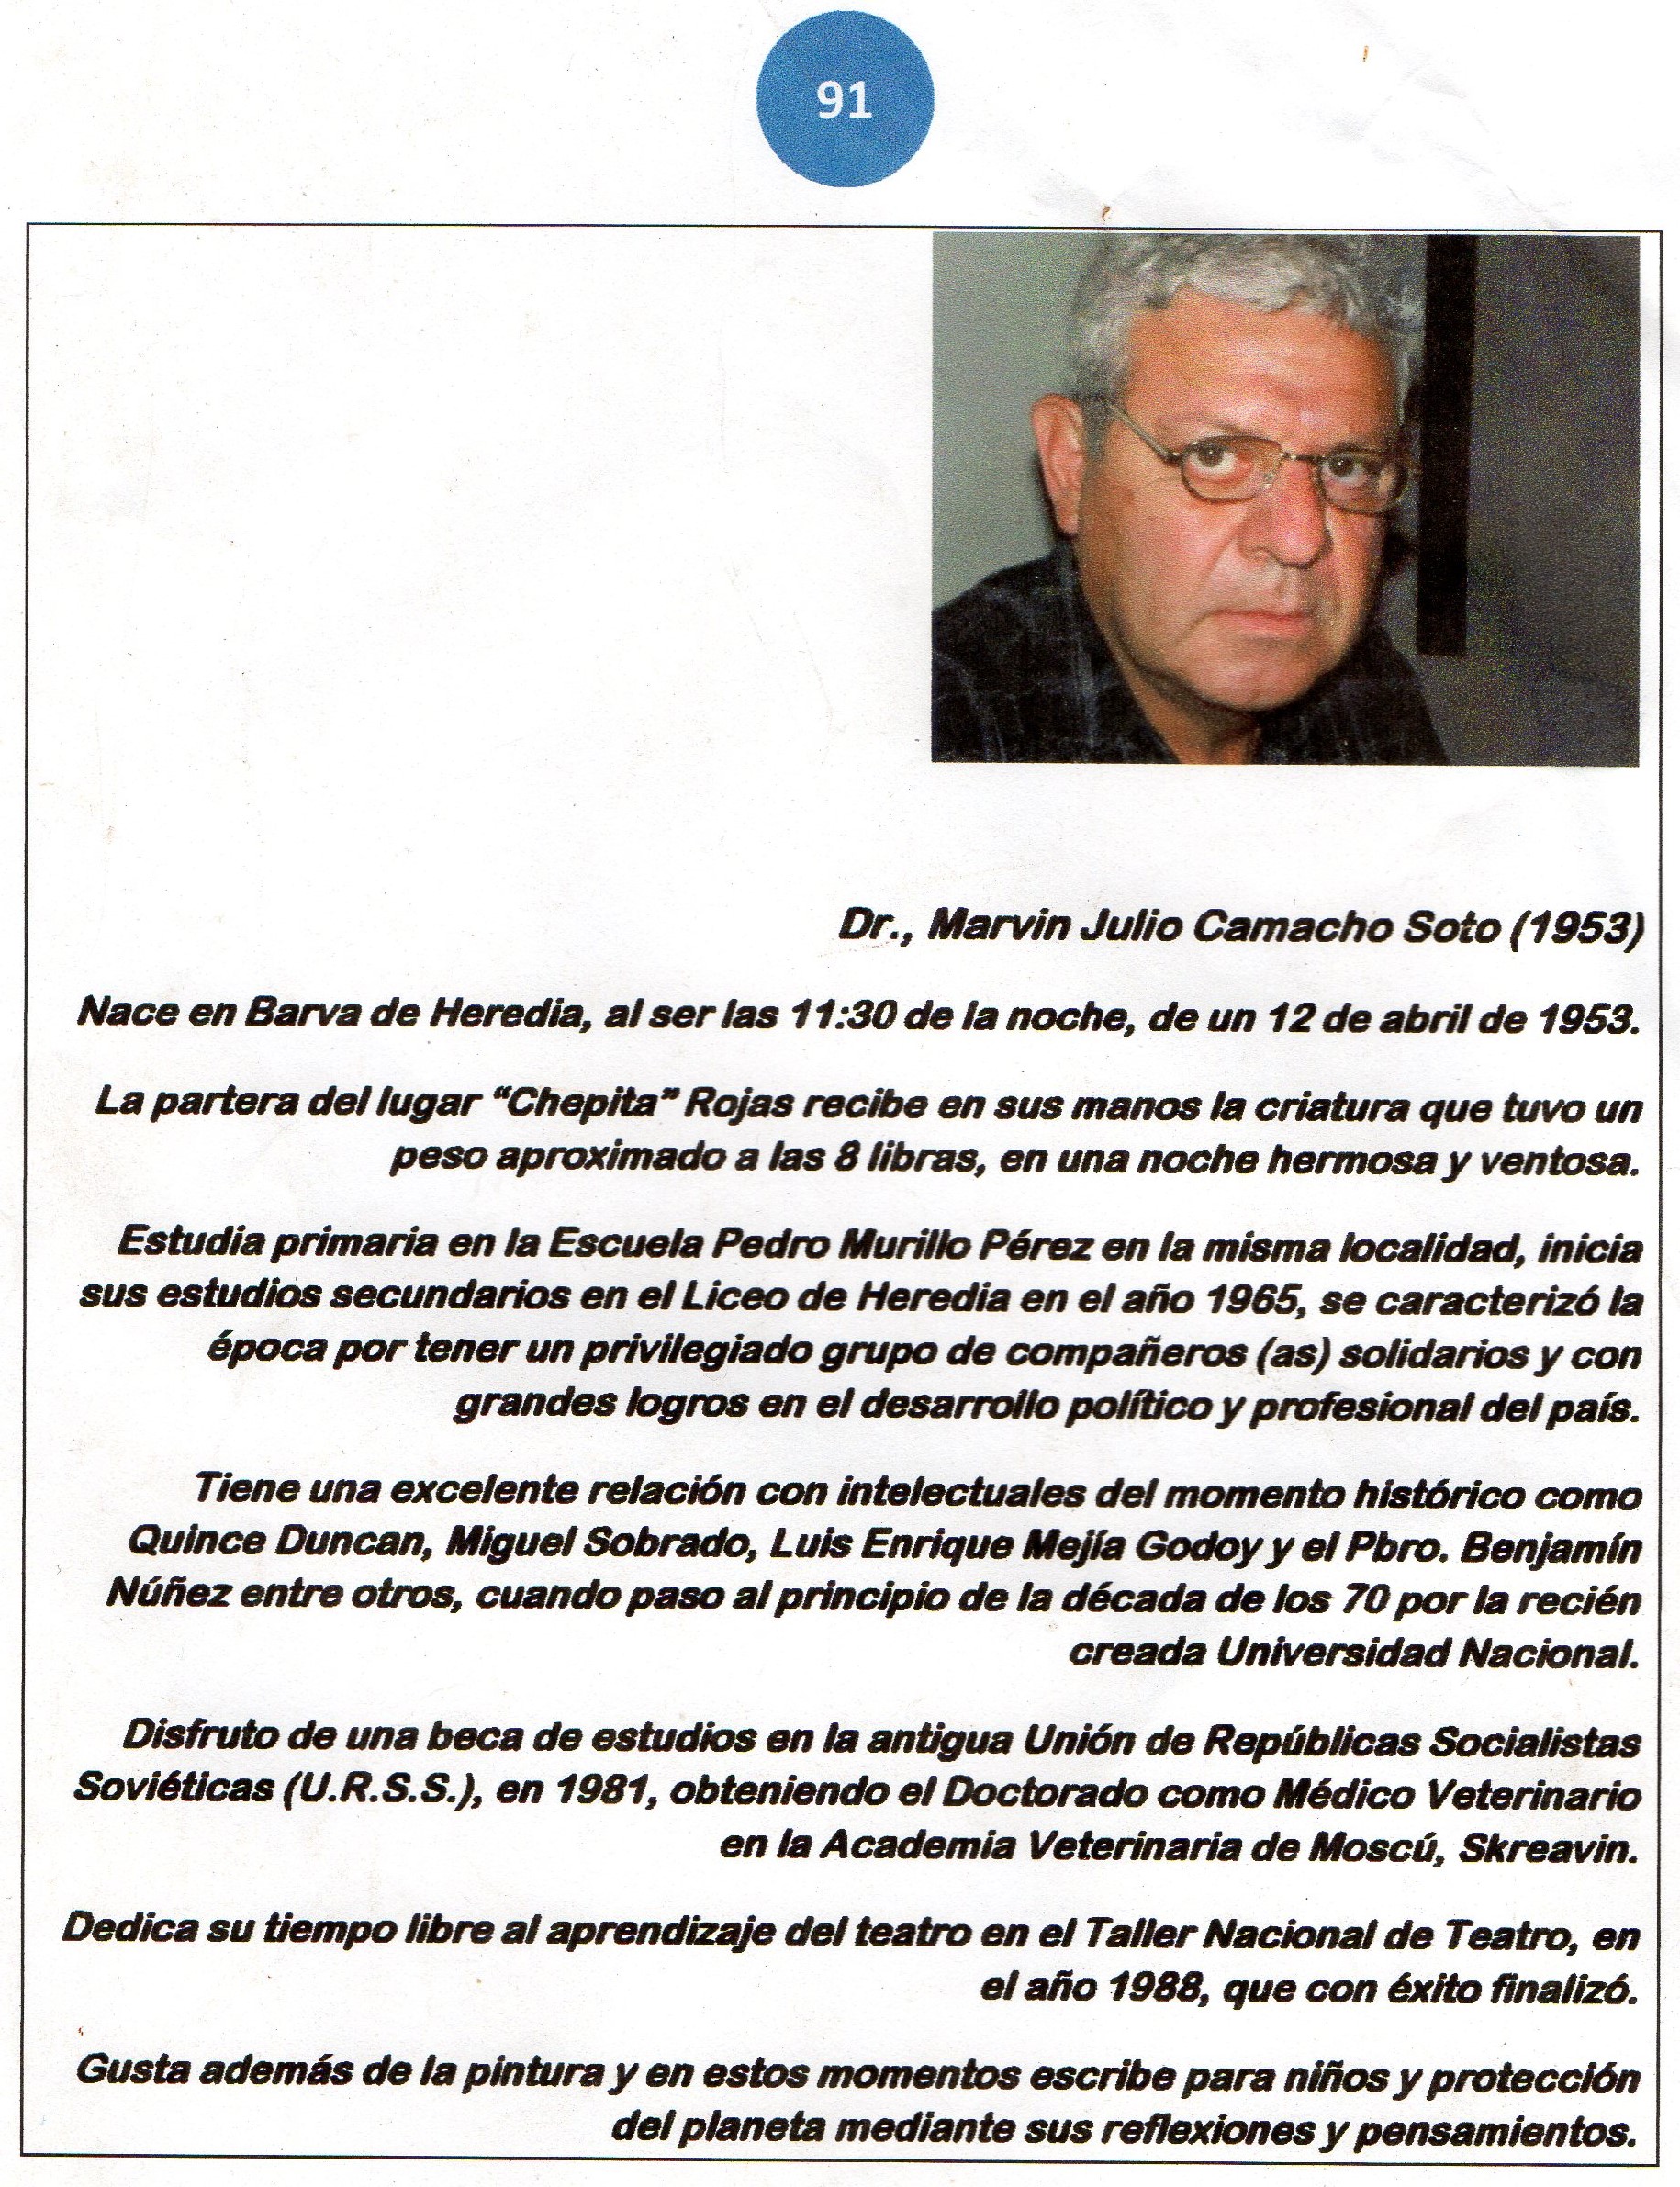 91
Dr., Marvin Julio Camacho Soto (1953)
Nace en Barva de Heredia, al ser las 11:30 de la noche, de un 12 de abril de 1953.
La partera del lugar “Chepita” Rojas recibe en sus manos la criatura que tuvo un
peso aproximado a las 8 libras, en una noche hermosa y ventosa.
Estudia primaria en la Escuela Pedro Murillo Pérez en la misma localidad, inicia
sus estudios secundarios en el Liceo de Heredia en el año 1965, se caracterizó la
época por tener un privilegiado grupo de compañeros (as) solidarios y con
grandes logros en el desarrollo político y profesional del país.
Tiene una excelente relación con intelectuales del momento histórico como
Quince Duncan, Miguel Sobrado, Luis Enrique Mejía Godoy y el Pbro. Benjamín
Núñez entre otros, cuando paso al principio de la década de los 70 por la recién
creada Universidad Nacional.
Disfruto de una beca de estudios en la antigua Unión de Repúblicas Socialistas
Soviéticas (U.R.S.S.), en 1981, obteniendo el Doctorado como Médico Veterinario
en la Academia Veterinaria de Moscú, Skreavin.
Dedica su tiempo libre al aprendizaje del teatro en el Taller Nacional de Teatro, en
el año 1988, que con éxito finalizó.
Gusta además de la pintura y en estos momentos escribe para niños y protección
del planeta mediante sus reflexiones y pensamientos.